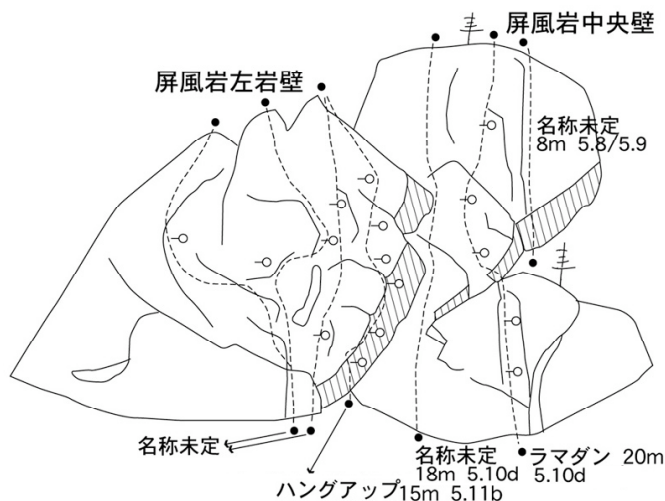 屏風岩中央壁
屏風岩左岩壁
名称未定
8m 5.8/5.9
名称未定
ハングアップ15m 5.11b
名称未定
18m 5.10d
ラマダン 20m
5.10d